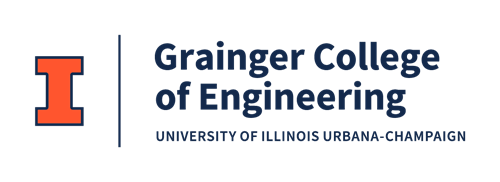 I
Grainger College
of Engineering
UNIVERSITY OF ILLINOIS URBANA-CHAMPAIGN